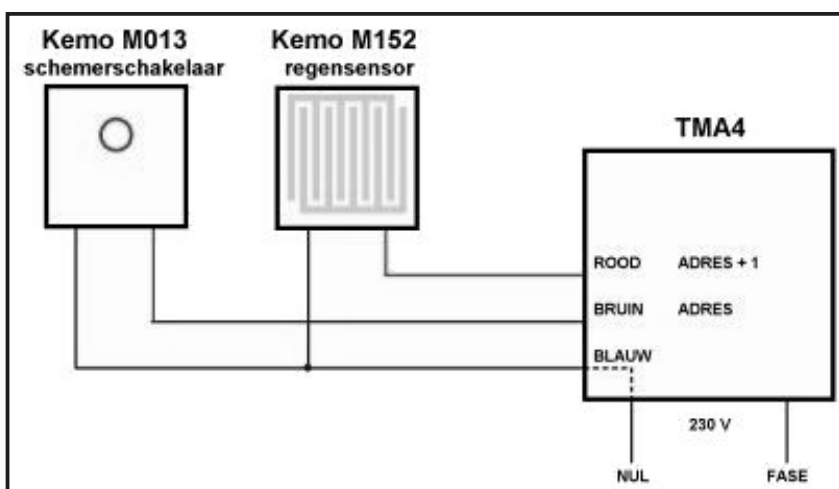 Kemo M013
schemerschakelaar
Kemo M152
regensensor
TMA4
ROOD ADRES + 1
BRUIN ADRES
BLAUW
230 V
NUL FASE